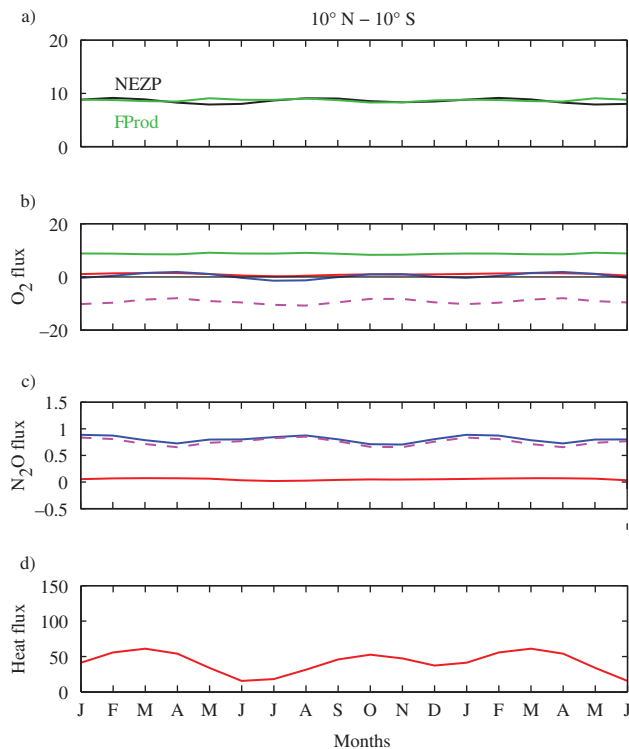 10° N – 10° S
a)
20
10
0
NEZP
FProd
b)
O2 flux
20
0
–20
c)
N2O flux
1.5
1
0.5
0
–0.5
d)
Heat flux
150
100
50
0
J F M A M J J A S O N D J F M A M J
Months